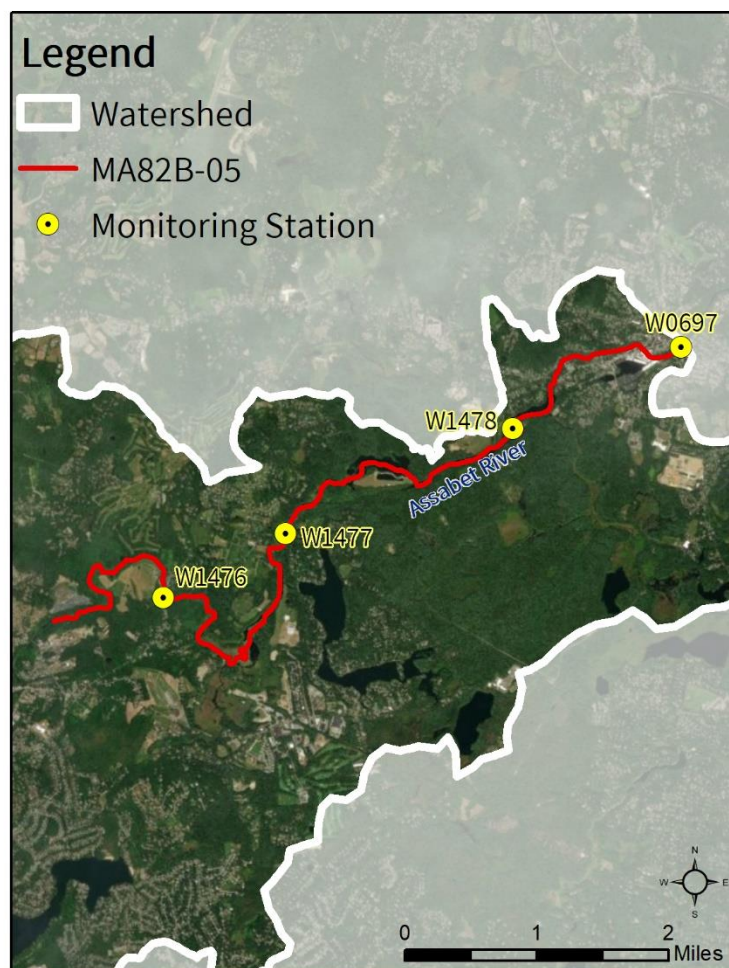 Legend
Watershed
MA82B-05
Monitoring Station
W0697
W1478
Assabet River
W1477
W1476
N
W E
S
0 1 2
Miles